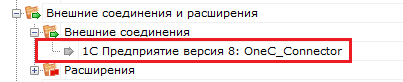 Внешние соединения и расширения
Внешние соединения
1С Предприятие версия 8: OneC_Connector
Расширения